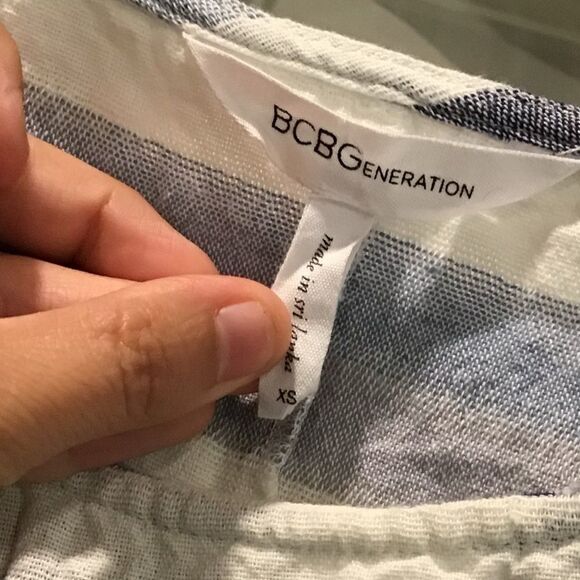 BCBGENERATION
made in sri lanka
XS